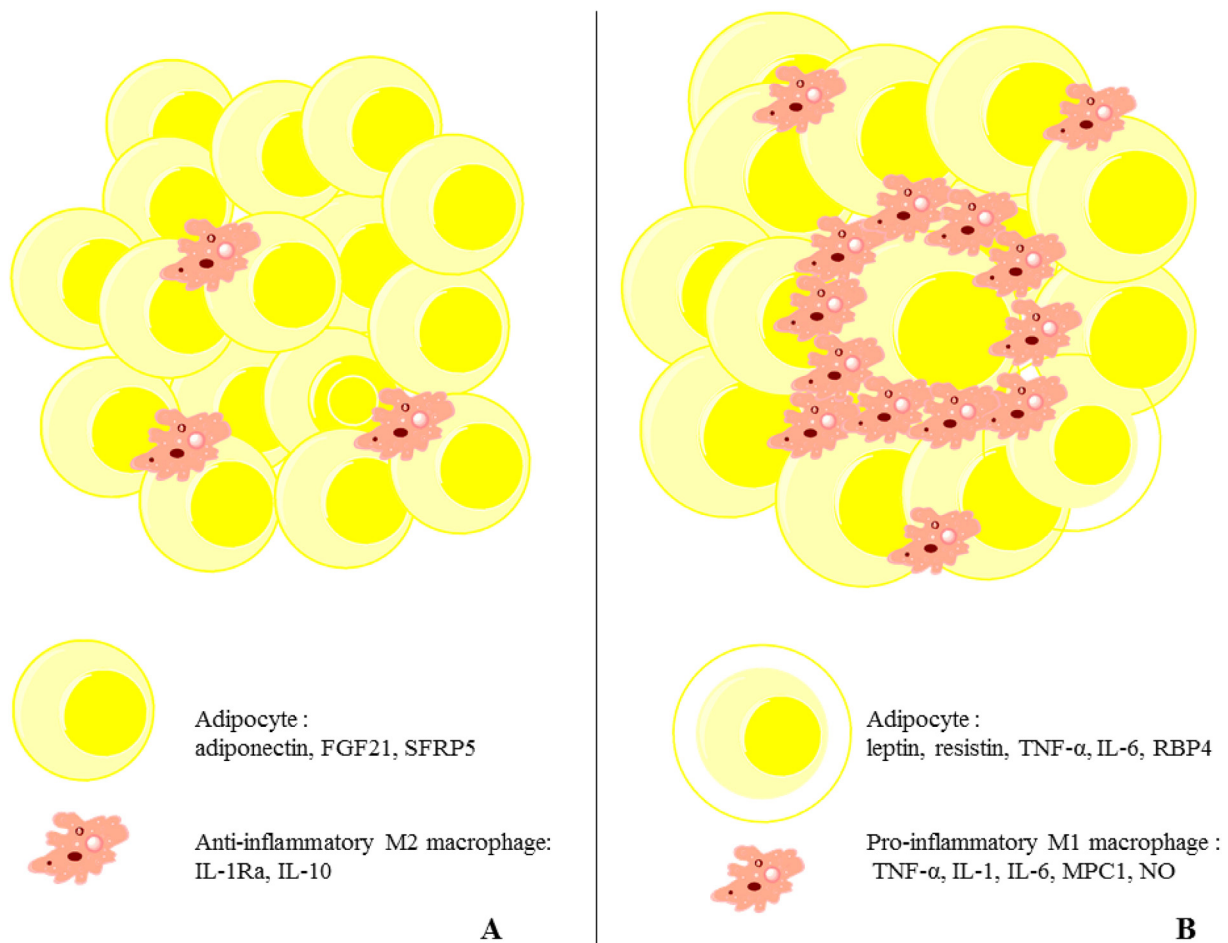 Adipocyte :
adiponectin, FGF21, SFRP5
Anti-inflammatory M2 macrophage:
IL-1Ra, IL-10
A
Adipocyte :
leptin, resistin, TNF-α, IL-6, RBP4
Pro-inflammatory M1 macrophage :
TNF-α, IL-1, IL-6, MPC1, NO
B